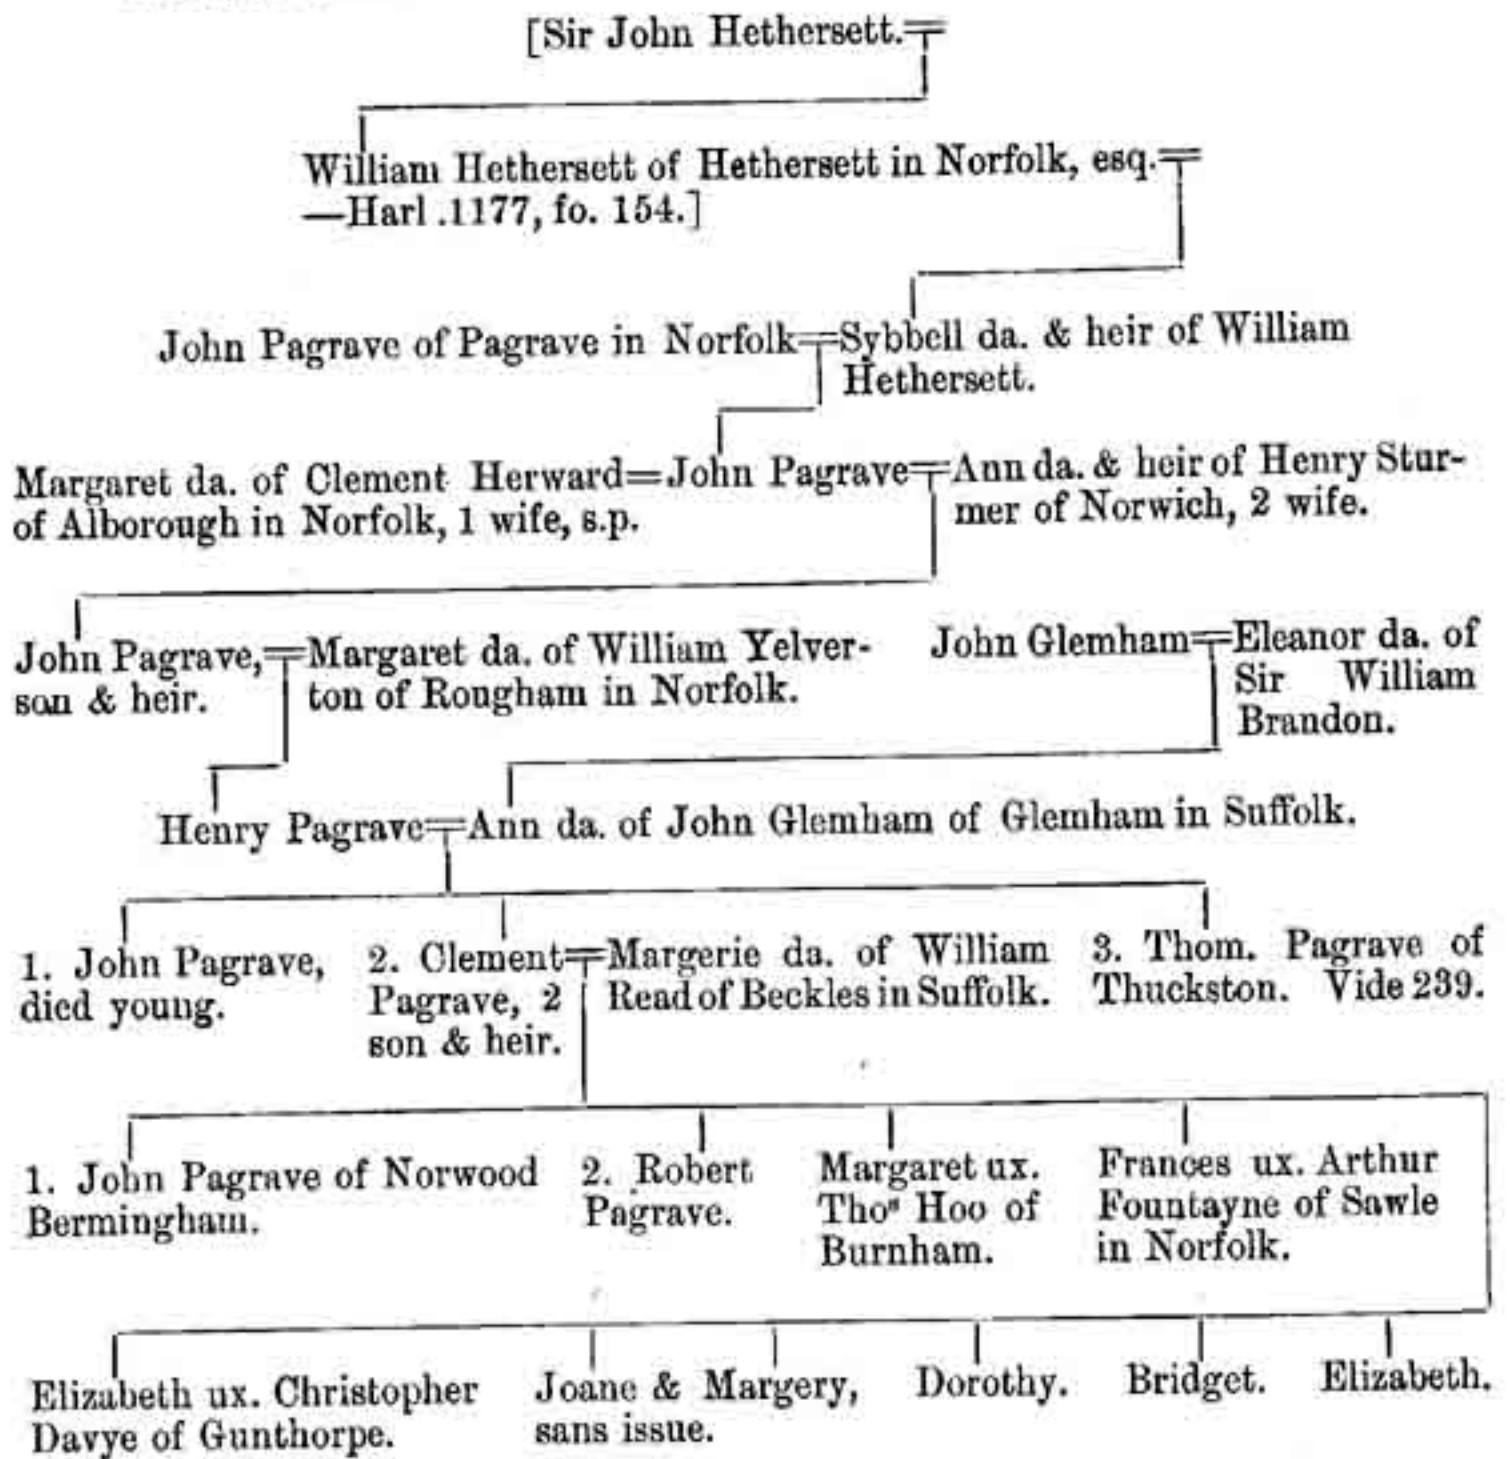 [Sir John Hethersett.
William Hethersett of Hethersett in Norfolk, esq.
—Harl .1177, fo. 154.]
John Pagrave of Pagrave in Norfolk=Sybbell da. & heir of William
Hethersett.
Margaret da. of Clement Herward=John Pagrave=Ann da. & heir of Henry Stur-
of Alborough in Norfolk, 1 wife, s.p.
mer of Norwich, 2 wife.
John Pagrave,=Margaret da. of William Yelver-
son & heir.
ton of Rougham in Norfolk.
John Glemham=Eleanor da. of
Sir William
Brandon.
Henry Pagrave=Ann da. of John Glemham of Glemham in Suffolk.
1. John Pagrave,
died young.
2. Clement=Margerie da. of William
Pagrave, 2
son & heir.
Read of Beckles in Suffolk.
3. Thom. Pagrave of
Thuckston. Vide 239.
1. John Pagrave of Norwood
Bermingham.
2. Robert
Pagrave.
Margaret ux.
Thoˢ Hoo of
Burnham.
Frances ux. Arthur
Fountayne of Sawle
in Norfolk.
Elizabeth ux. Christopher
Davye of Gunthorpe.
Joane & Margery,
sans issue.
Dorothy.
Bridget.
Elizabeth.